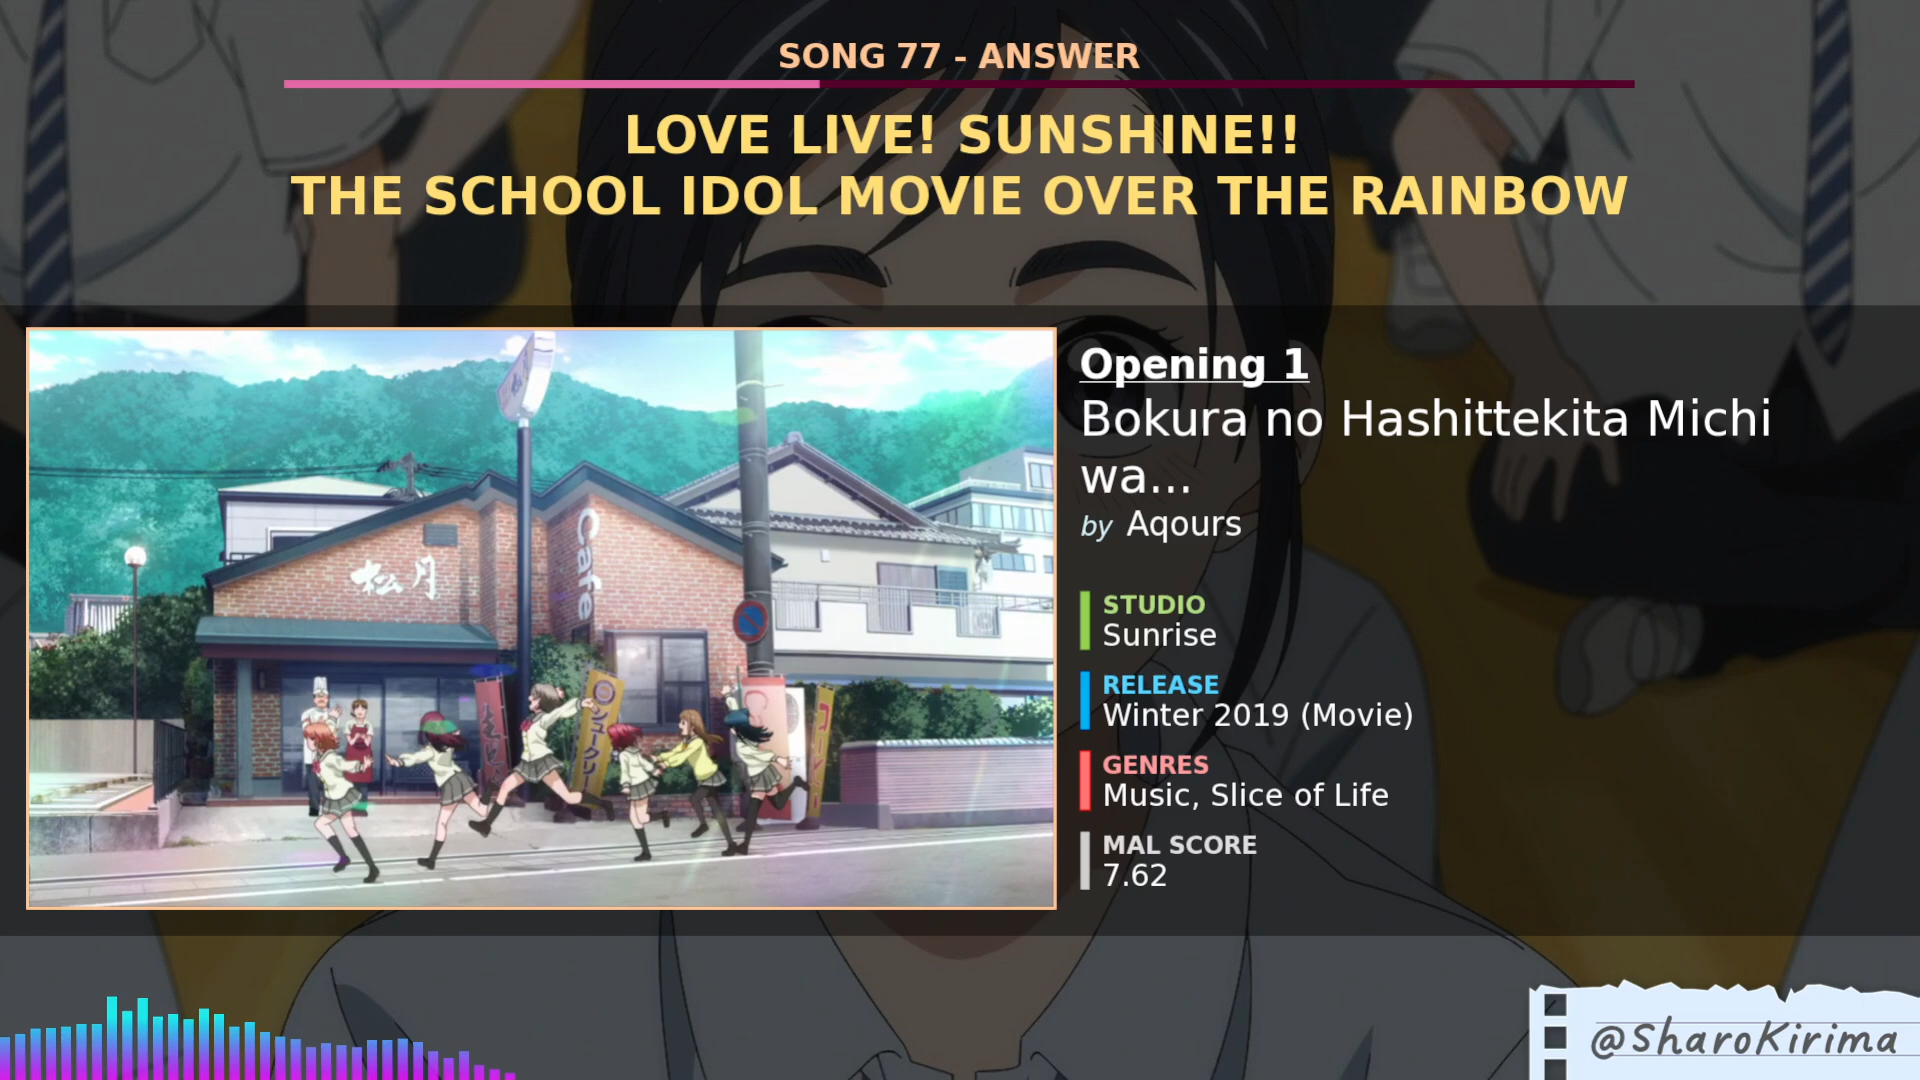 SONG 77 - ANSWER
LOVE LIVE! SUNSHINE!!
THE SCHOOL IDOL MOVIE OVER THE RAINBOW
松月
Cafe
シュークリー
Opening 1
Bokura no Hashittekita Michi
wa...
by Aqours
STUDIO
Sunrise
RELEASE
Winter 2019 (Movie)
GENRES
Music, Slice of Life
MAL SCORE
7.62
@SharoKirima